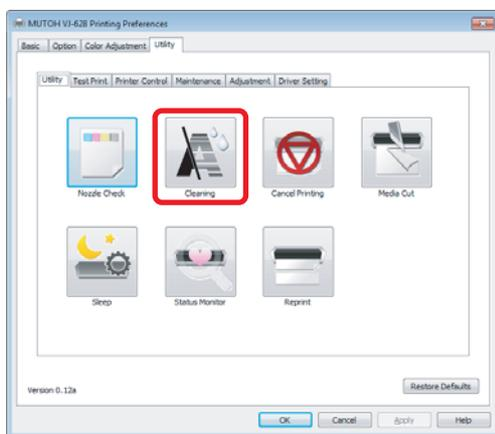 MUTOH VJ-628 Printing Preferences
Basic Option Color Adjustment Utility
Utility Test Print Printer Control Maintenance Adjustment Driver Setting
Nozzle Check Cleaning Cancel Printing Media Cut
Sleep Status Monitor Reprint
Version 0.12a
Restore Defaults
OK Cancel Apply Help